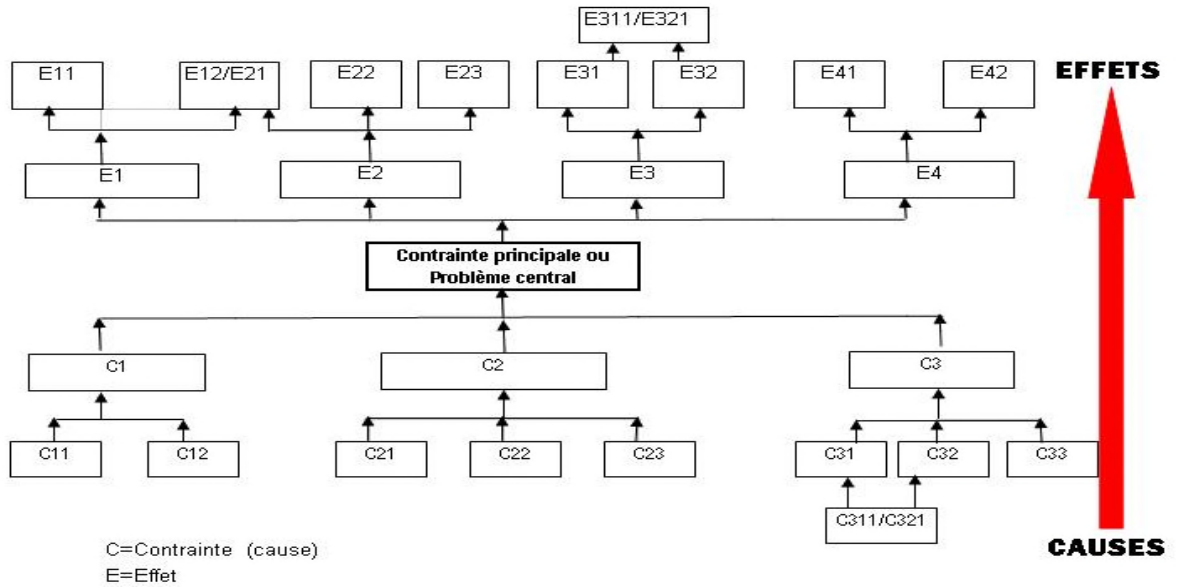 E311/E321
E11
E12/E21
E22
E23
E31
E32
E41
E42
EFFETS
E1
E2
E3
E4
Contrainte principale ou
Problème central
C1
C2
C3
C11
C12
C21
C22
C23
C31
C32
C33
C311/C321
CAUSES
C=Contrainte (cause)
E=Effet